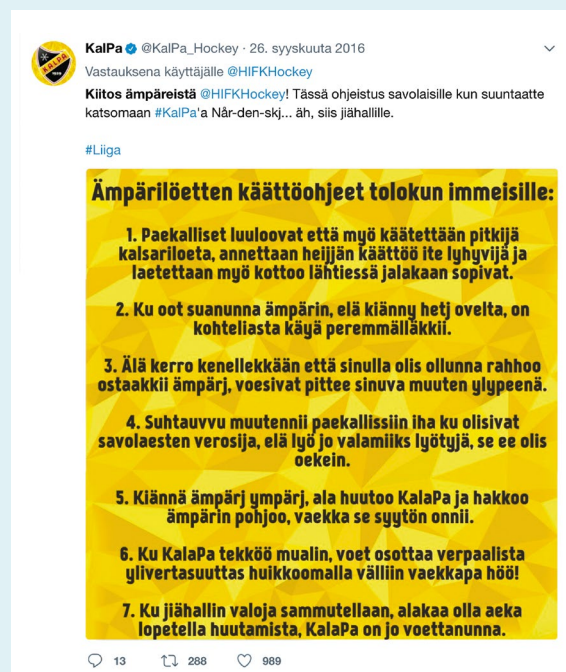 KalPa @KalPa_Hockey · 26. syyskuuta 2016
Vastauksena käyttäjälle @HIFKHockey
Kiitos ämpäreistä @HIFKHockey! Tässä ohjeistus savolaisille kun suuntaatte
katsomaan #KalPa'a Når-den-skj... äh, siis jiähallille.
#Liiga
Ämpärilöetten käättöohjeet tolokun immeisille:
1. Paekalliset luuloovat että myö käätettään pitkijä
kalsariloeta, annettaan heijjän käättöö ite lyhyvijä ja
laetettaan myö kottoo lähtiessä jalakaan sopivat.
2. Ku oot suanunna ämpärin, elä kiänny hetj ovelta, on
kohteliasta käyä peremmälläkkii.
3. Älä kerro kenellekkään että sinulla olis ollunna rahhoo
ostaakkii ämpärj, voesivat pittee sinuva muuten ylypeenä.
4. Suhtauvvu muutennii paekallissiin iha ku olisivat
savolaesten verosija, elä lyö jo valamiiks lyötyjä, se ee olis
oekein.
5. Kiännä ämpärj ympärj, ala huutoo KalaPa ja hakkoo
ämpärin pohjoo, vaekka se syytön onnii.
6. Ku KalaPa tekköö mualin, voet osottaa verpaalista
ylivertasuuttas huikkoomalla välliin vaekkapa höö!
7. Ku jiähallin valoja sammutellaan, alakaa olla aeka
lopetella huutamista, KalaPa on jo voettanunna.
13 288 989